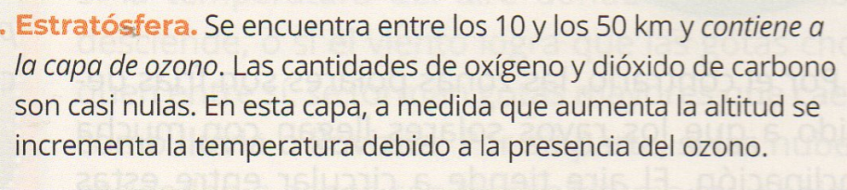 . Estratósfera. Se encuentra entre los 10 y los 50 km y contiene a
la capa de ozono. Las cantidades de oxígeno y dióxido de carbono
son casi nulas. En esta capa, a medida que aumenta la altitud se
incrementa la temperatura debido a la presencia del ozono.